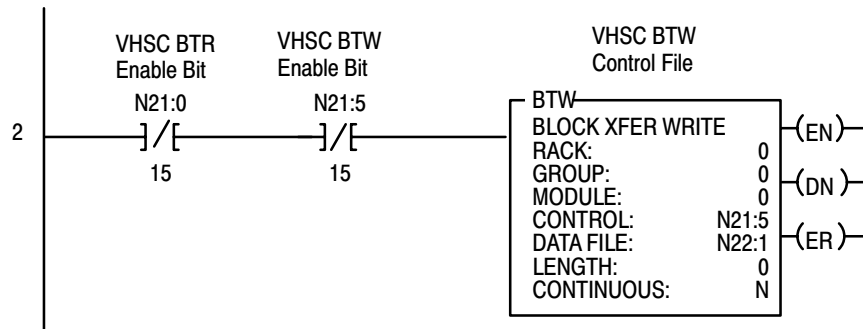 VHSC BTR
Enable Bit
N21:0
15
VHSC BTW
Enable Bit
N21:5
15
VHSC BTW
Control File
2
BTW
BLOCK XFER WRITE
RACK: 0
GROUP: 0
MODULE: 0
CONTROL: N21:5
DATA FILE: N22:1
LENGTH: 0
CONTINUOUS: N
EN
DN
ER